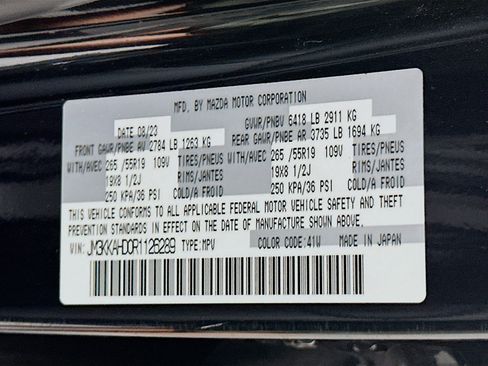 MFD. BY MAZDA MOTOR CORPORATION
DATE 08/23 GVWR/PNBV 6418 LB 2911 KG
FRONT GAWR/PNBE AV 2784 LB 1263 KG REAR GAWR/PNBE AR 3735 LB 1694 KG
WITH/AVEC 265 /55R19 109V TIRES/PNEUS WITH/AVEC 265 /55R19 109V TIRES/PNEUS
19X8 1/2J RIMS/JANTES 19X8 1/2J RIMS/JANTES
250 KPA/36 PSI COLD/A FROID 250 KPA/36 PSI COLD/A FROID
THIS VEHICLE CONFORMS TO ALL APPLICABLE FEDERAL MOTOR VEHICLE SAFETY AND THEFT
PREVENTION STANDARDS IN EFFECT ON THE DATE OF MANUFACTURE SHOWN ABOVE.
VIN: JM3KKAHD0R1126289 TYPE:MPV COLOR CODE:41W MADE IN JAPAN